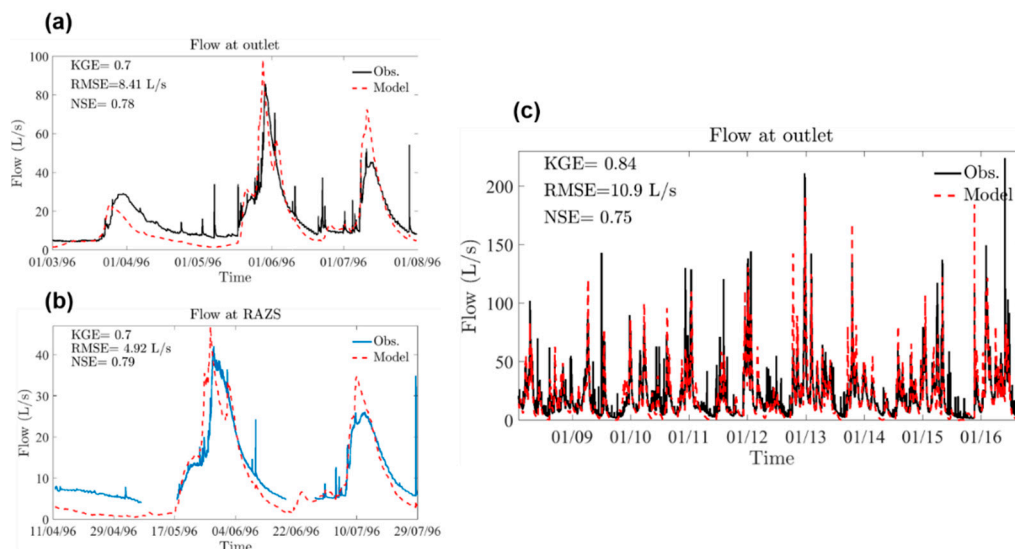 (a)
Flow at outlet
KGE= 0.7
RMSE=8.41 L/s
NSE= 0.78
Obs.
Model
Flow (L/s)
100
80
60
40
20
0
01/03/96 01/04/96 01/05/96 01/06/96 01/07/96 01/08/96
Time
(b)
Flow at RAZS
KGE= 0.7
RMSE= 4.92 L/s
NSE= 0.79
Obs.
Model
Flow (L/s)
40
30
20
10
0
11/04/96 29/04/96 17/05/96 04/06/96 22/06/96 10/07/96 29/07/96
Time
(c)
Flow at outlet
KGE= 0.84
RMSE=10.9 L/s
NSE= 0.75
Obs.
Model
Flow (L/s)
200
150
100
50
0
01/09 01/10 01/11 01/12 01/13 01/14 01/15 01/16
Time